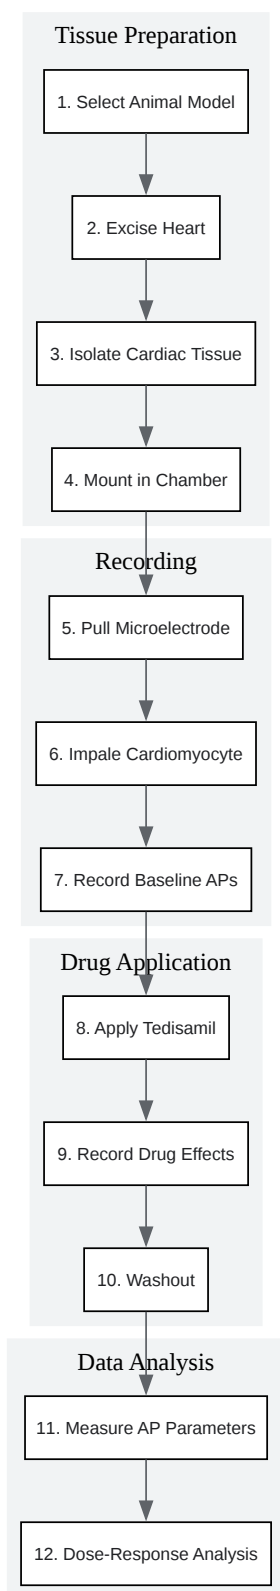 Tissue Preparation
1. Select Animal Model
2. Excise Heart
3. Isolate Cardiac Tissue
4. Mount in Chamber
Recording
5. Pull Microelectrode
6. Impale Cardiomyocyte
7. Record Baseline APs
Drug Application
8. Apply Tedisamil
9. Record Drug Effects
10. Washout
Data Analysis
11. Measure AP Parameters
12. Dose-Response Analysis